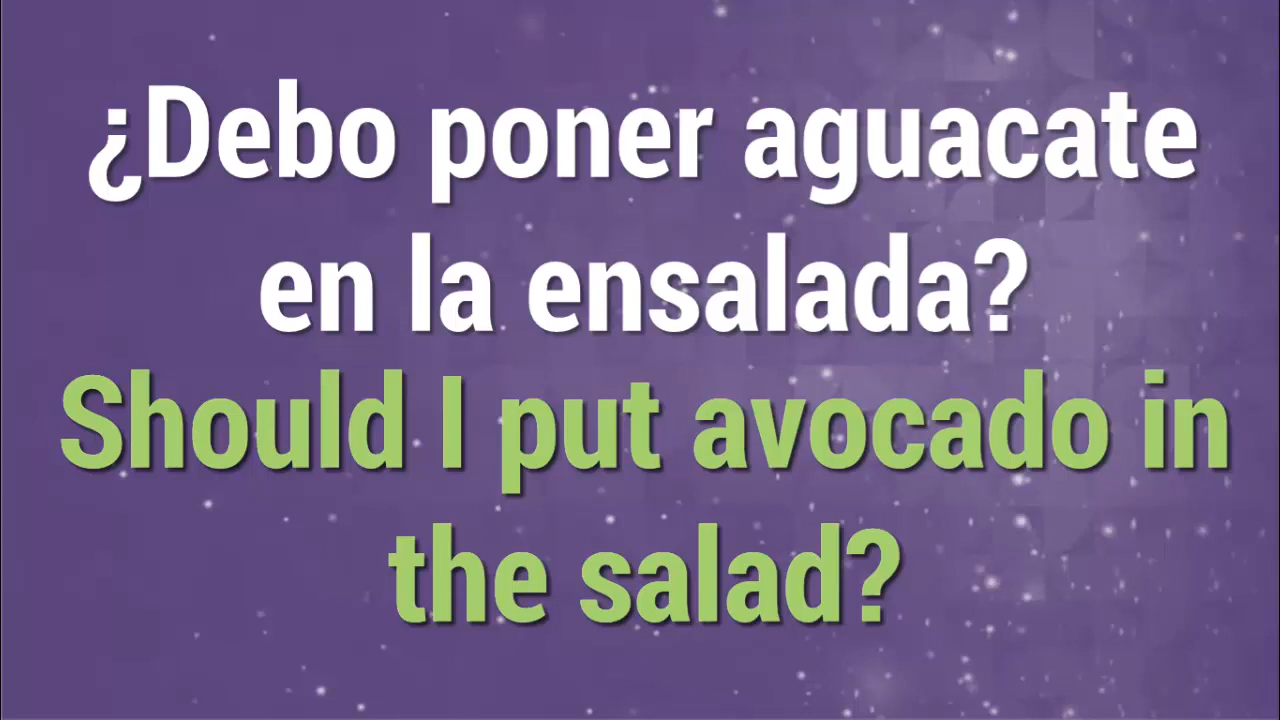 ¿Debo poner aguacate
en la ensalada?
Should I put avocado in
the salad?